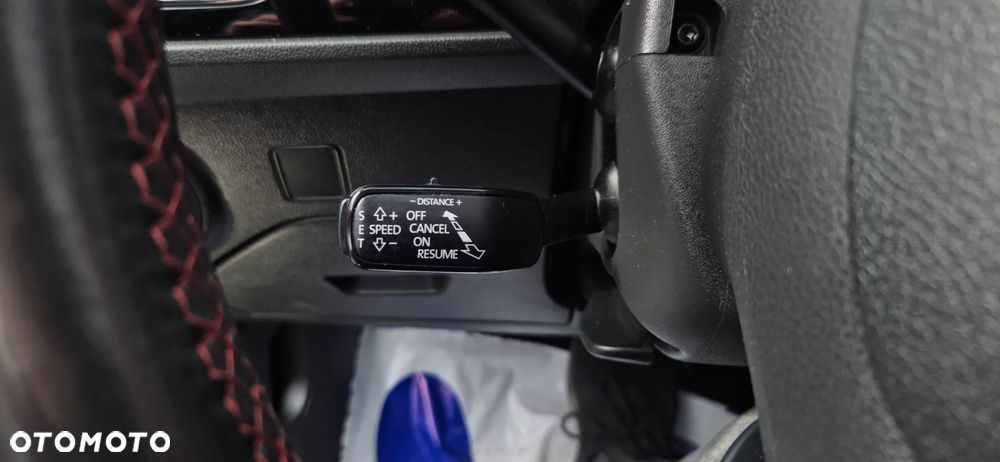 − DISTANCE +
S + OFF
E SPEED CANCEL
T − ON
RESUME
OTOMOTO